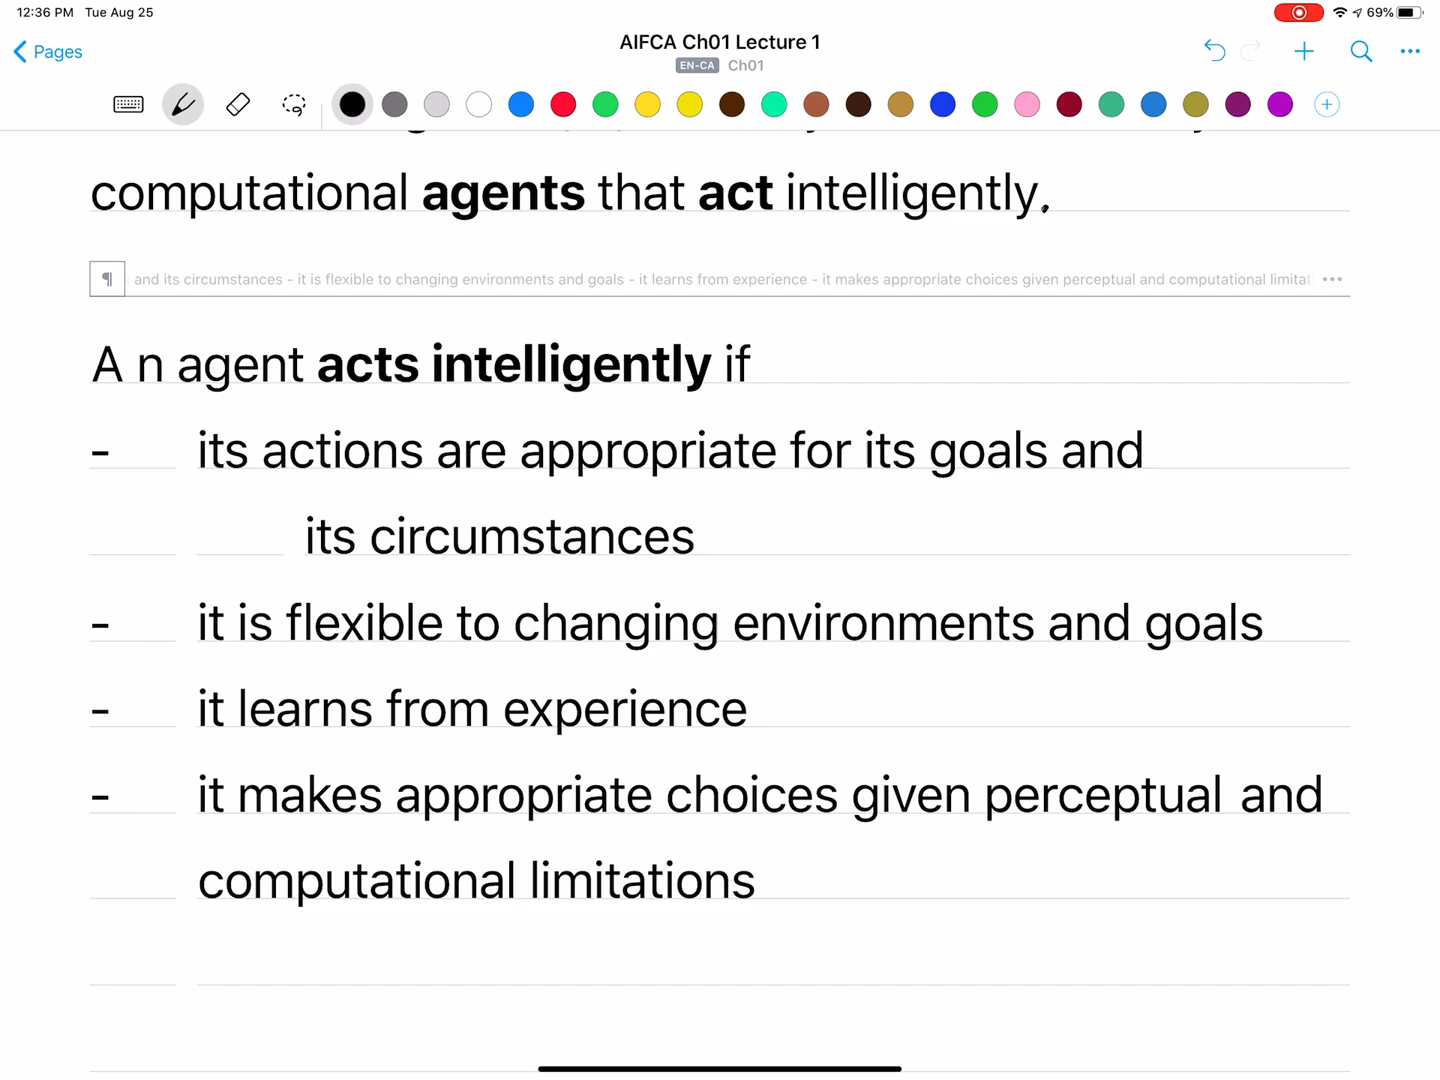 12:36 PM Tue Aug 25
69%
Pages
AIFCA Ch01 Lecture 1
EN-CA Ch01
computational agents that act intelligently.
¶ and its circumstances - it is flexible to changing environments and goals - it learns from experience - it makes appropriate choices given perceptual and computational •••
A n agent acts intelligently if
- its actions are appropriate for its goals and
its circumstances
- it is flexible to changing environments and goals
- it learns from experience
- it makes appropriate choices given perceptual and
computational limitations